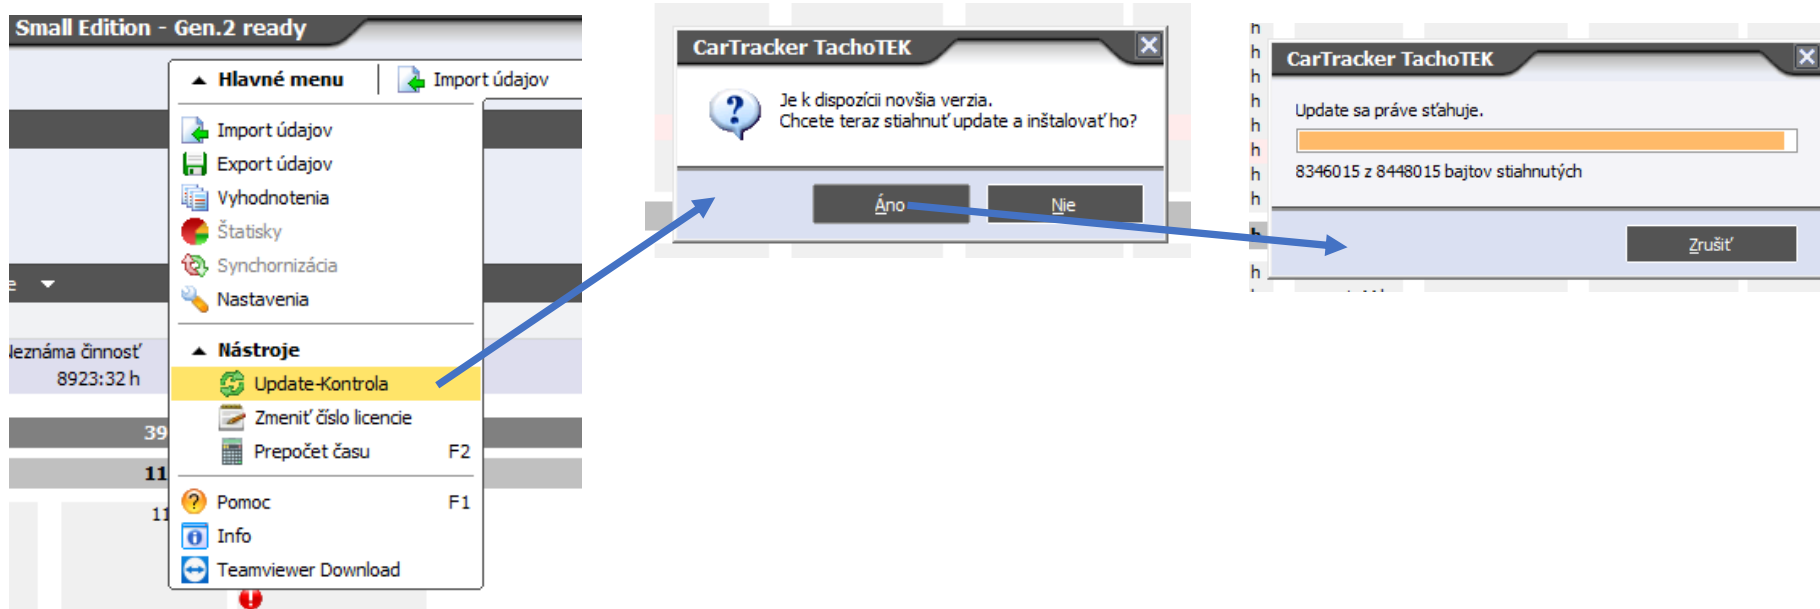 Small Edition - Gen.2 ready
Hlavné menu
Import údajov
Import údajov
Export údajov
Vyhodnotenia
Štatisky
Synchornizácia
Nastavenia
Nástroje
Update-Kontrola
Zmeniť číslo licencie
Prepočet času F2
Pomoc F1
Info
Teamviewer Download
Neznáma činnosť
8923:32 h
39
11
11
CarTracker TachoTEK
Je k dispozícii novšia verzia.
Chcete teraz stiahnuť update a inštalovať ho?
Áno
Nie
h
h
h
h
h
h
h
h
h
h
CarTracker TachoTEK
Update sa práve sťahuje.
8346015 z 8448015 bajtov stiahnutých
Zrušiť